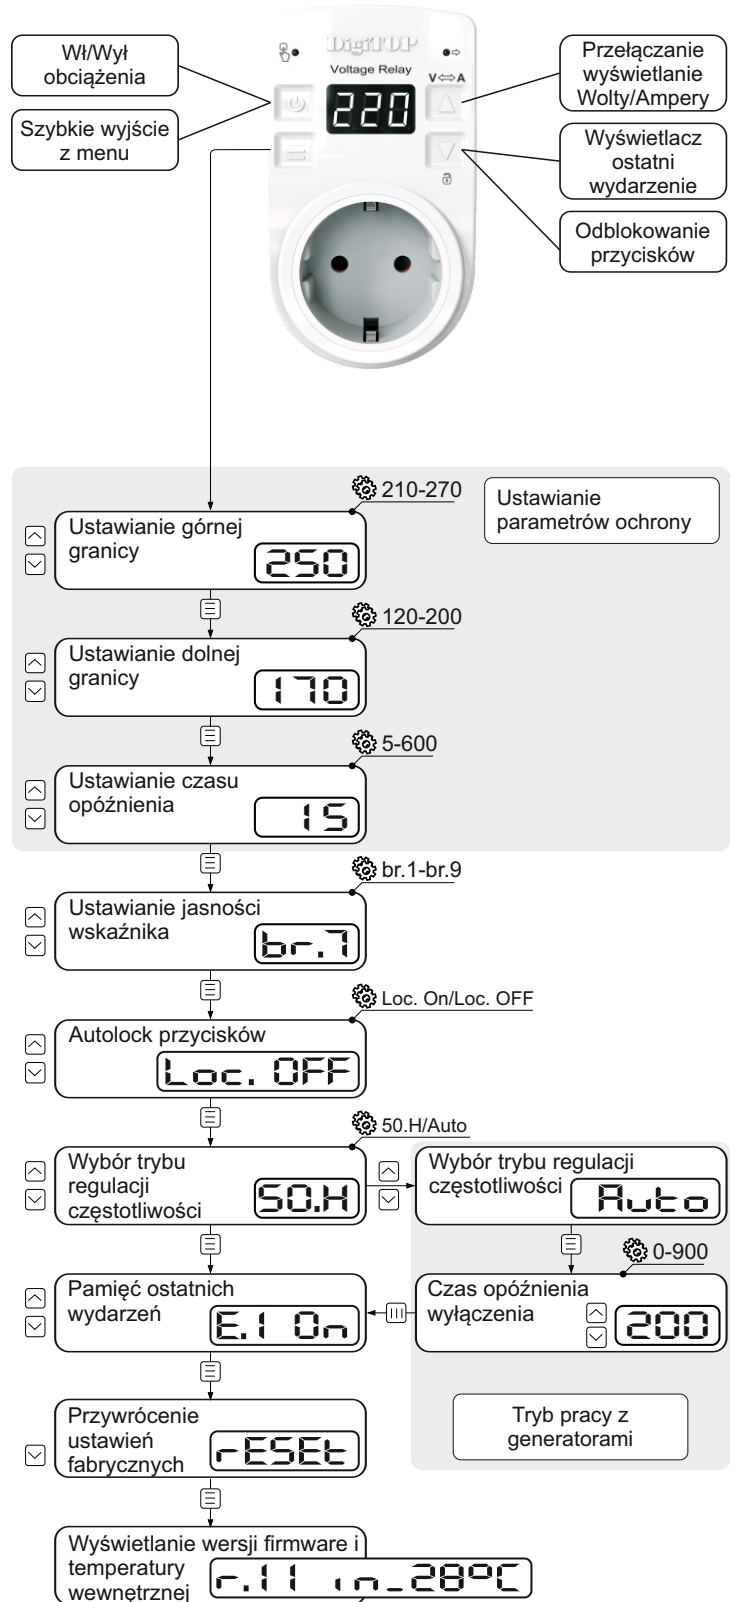 Wł/Wył
obciążenia
Szybkie wyjście
z menu
DigiTOP
Voltage Relay
V⇔A
220
Przełączanie
wyświetlanie
Wolty/Ampery
Wyświetlacz
ostatni
wydarzenie
Odblokowanie
przycisków
Ustawianie
parametrów ochrony
210-270
Ustawianie górnej
granicy
250
120-200
Ustawianie dolnej
granicy
170
5-600
Ustawianie czasu
opóźnienia
15
br.1-br.9
Ustawianie jasności
wskaźnika
br.7
Loc. On/Loc. OFF
Autolock przycisków
Loc. OFF
50.H/Auto
Wybór trybu
regulacji
częstotliwości
50.H
Wybór trybu regulacji
częstotliwości
Auto
0-900
Czas opóźnienia
wyłączenia
200
Tryb pracy z
generatorami
Pamięć ostatnich
wydarzeń
E.1 On
Przywrócenie
ustawień
fabrycznych
rESEt
Wyświetlanie wersji firmware i
temperatury
wewnętrznej
r.11 in_28ºC